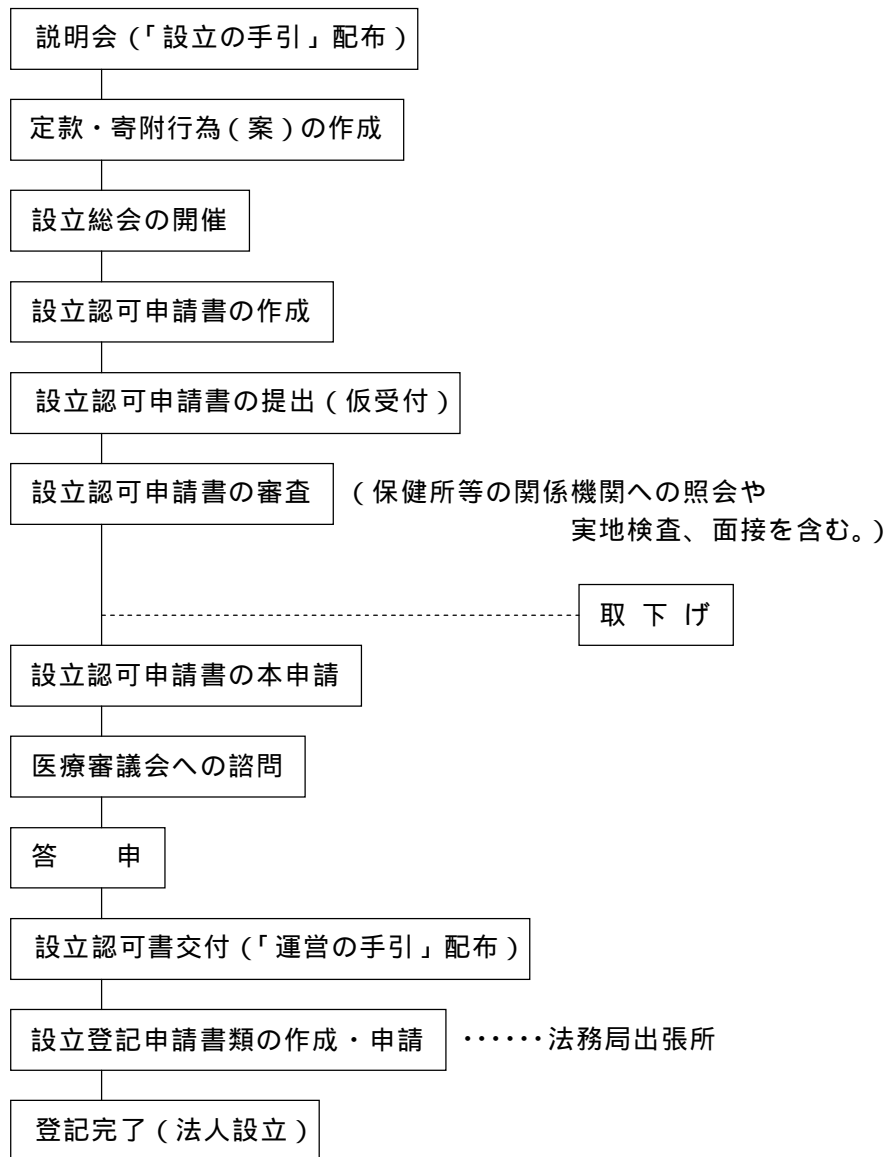 説明会(「設立の手引」配布)
定款・寄附行為(案)の作成
設立総会の開催
設立認可申請書の作成
設立認可申請書の提出(仮受付)
設立認可申請書の審査 (保健所等の関係機関への照会や
実地検査、面接を含む。)
取下げ
設立認可申請書の本申請
医療審議会への諮問
答 申
設立認可書交付(「運営の手引」配布)
設立登記申請書類の作成・申請 ・・・・・・法務局出張所
登記完了(法人設立)